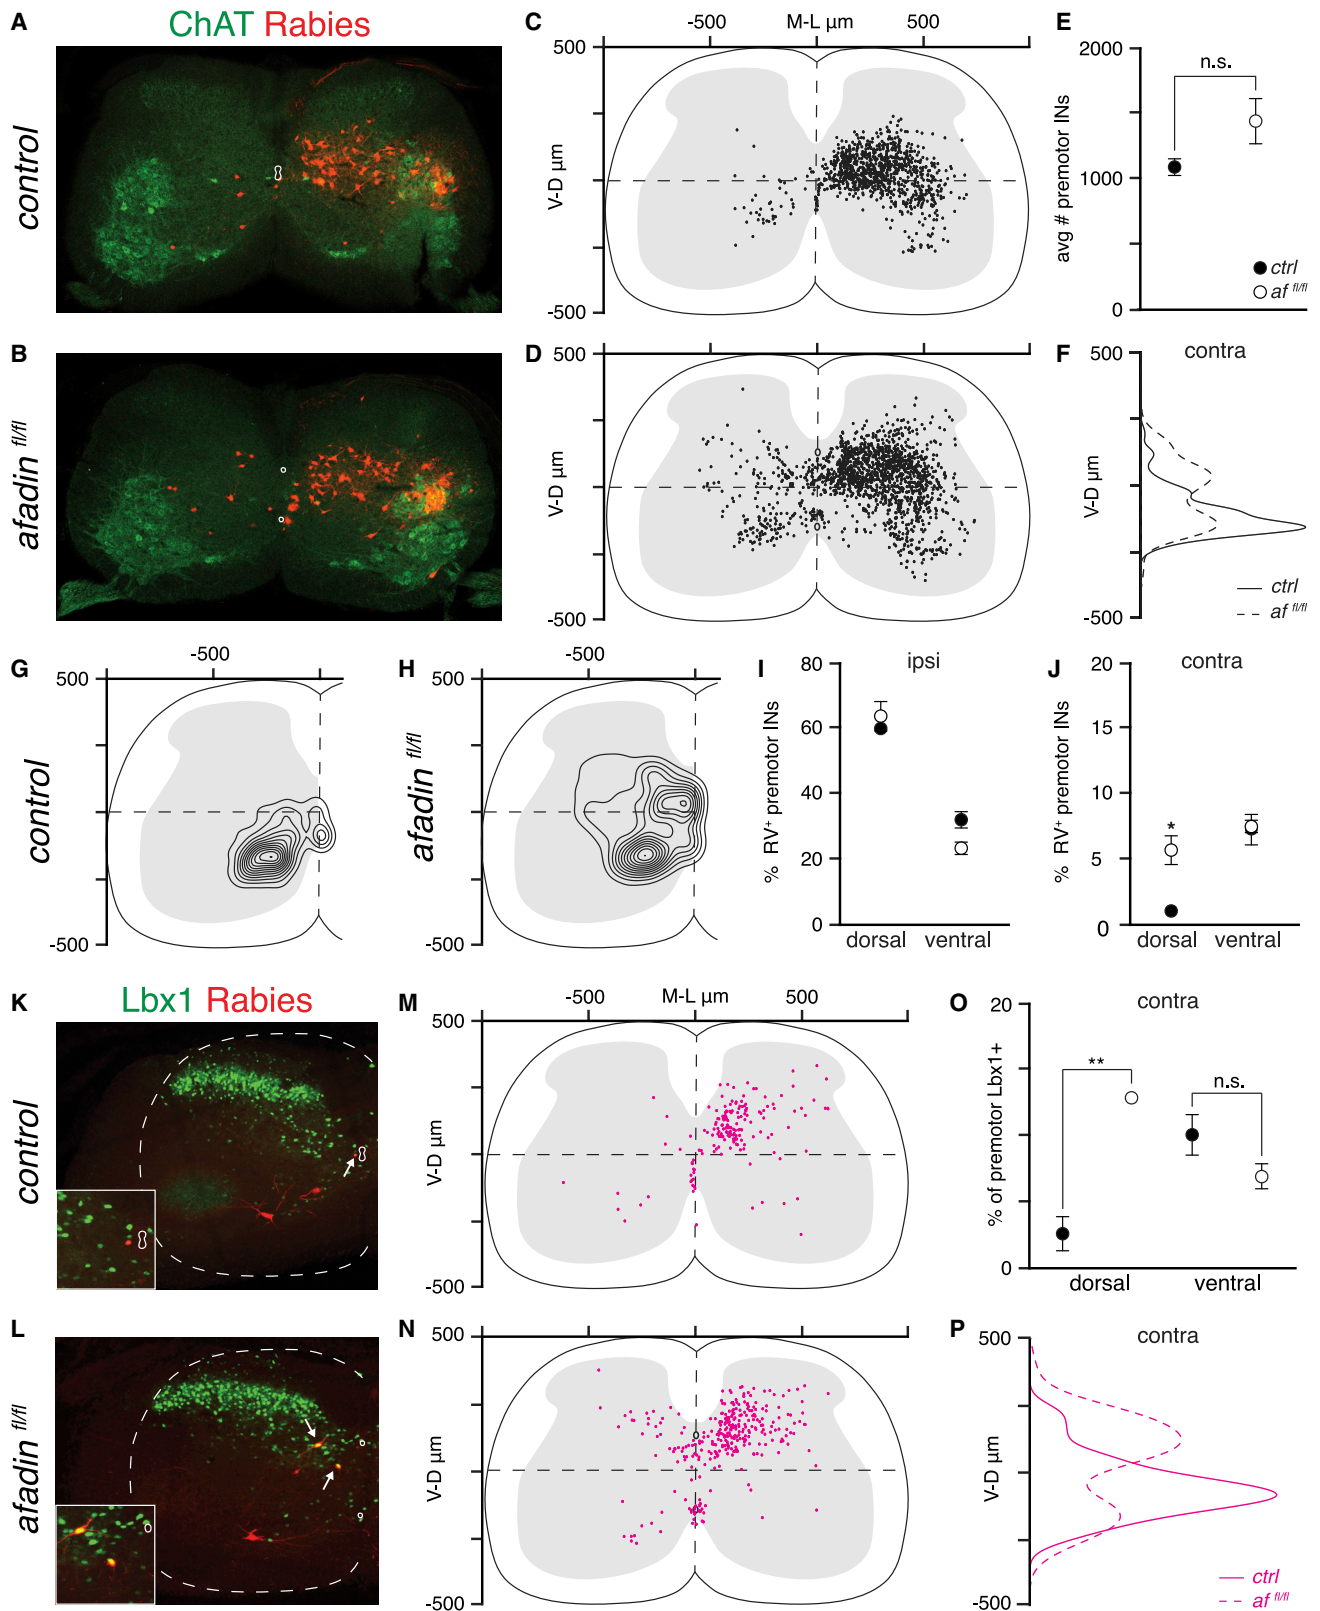 A
ChAT Rabies
control
C
-500 M-L µm 500
500
V-D µm
-500
E
2000
n.s.
avg # premotor INs
1000
ctrl
af fl/fl
0
B
afadin fl/fl
D
500
V-D µm
-500
F
contra
500
V-D µm
ctrl
af fl/fl
-500
G
-500
500
control
-500
H
-500
500
afadin fl/fl
-500
I
ipsi
80
% RV+ premotor INs
60
40
20
0
dorsal ventral
J
contra
20
% RV+ premotor INs
15
10
5
*
0
dorsal ventral
K
Lbx1 Rabies
control
M
-500 M-L µm 500
500
V-D µm
-500
O
contra
20
% of premotor Lbx1+
**
n.s.
0
dorsal ventral
L
afadin fl/fl
N
500
V-D µm
-500
P
contra
500
V-D µm
ctrl
af fl/fl
-500